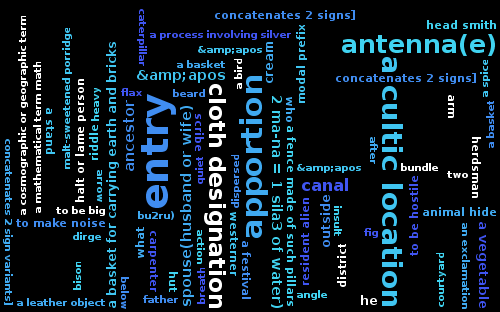 concatenates 2 signs]
head smith
a process involving silver
antenna(e)
&amp;apos
a basket
&amp;apos
concatenates 2 signs]
flax
beard
caterpillar
cream
modal prefix
a pig
a spice
a basket
arm
herdsman
a cosmographic or geographic term
a mathematical term math
malt-sweetened porridge
a stand
halt or lame person
riddle
heavy
arrow
a basket for carrying earth and bricks
ancestor
entry
cloth designation
apportion
a cultic location
spouse(husband or wife)
scribe
2 ma-na = 1 sila3 of water)
who
a fence made of such pillars
after
&amp;apos
bundle
two
canal
to be big
bu2ru)
to make noise
dirge
animal hide
westerner
a festival
resident alien
outside
insult
district
fig
to be hostile
a vegetable
an exclamation
courtyard
concatenates 2 sign variants]
what
carpenter
action
breath
hut
bison
below
father
a leather object
angle
he